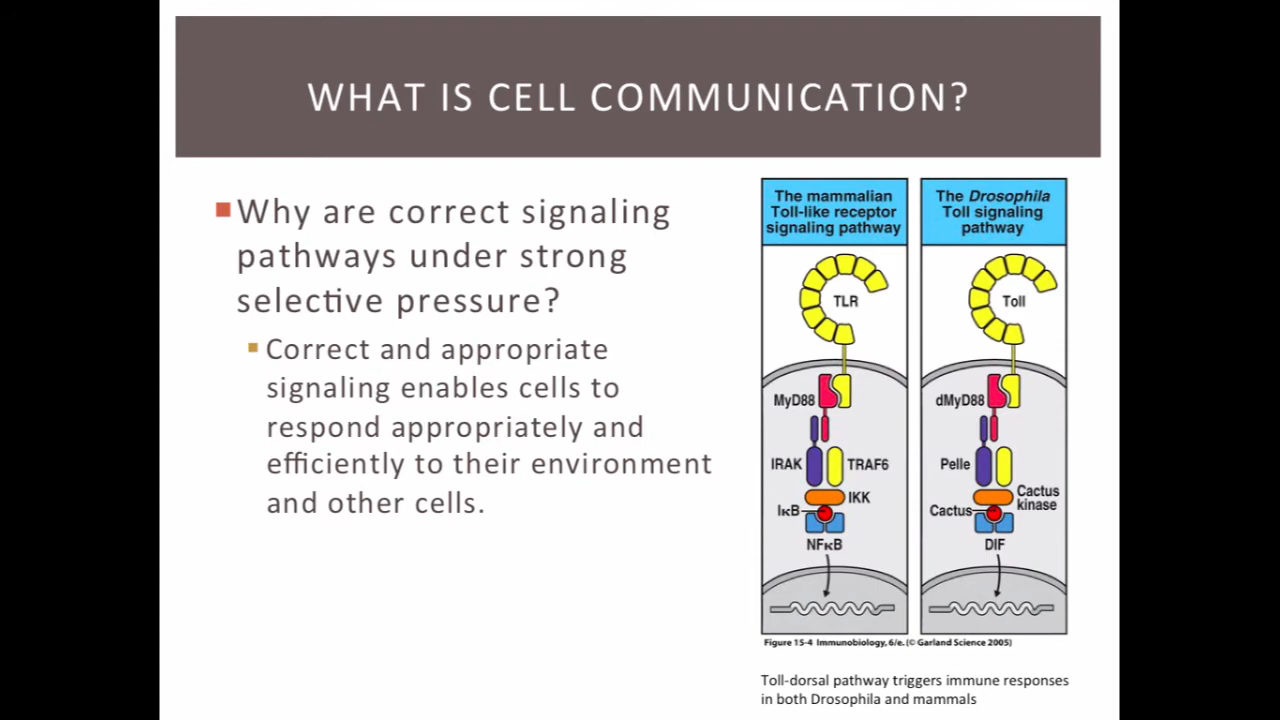 WHAT IS CELL COMMUNICATION?
Why are correct signaling
pathways under strong
selective pressure?
Correct and appropriate
signaling enables cells to
respond appropriately and
efficiently to their environment
and other cells.
The mammalian
Toll-like receptor
signaling pathway
TLR
MyD88
IRAK
TRAF6
IKK
IκB
NFκB
The Drosophila
Toll signaling
pathway
Toll
dMyD88
Pelle
Cactus
kinase
Cactus
DIF
Figure 15-4 Immunobiology, 6/e. (© Garland Science 2005)
Toll-dorsal pathway triggers immune responses
in both Drosophila and mammals